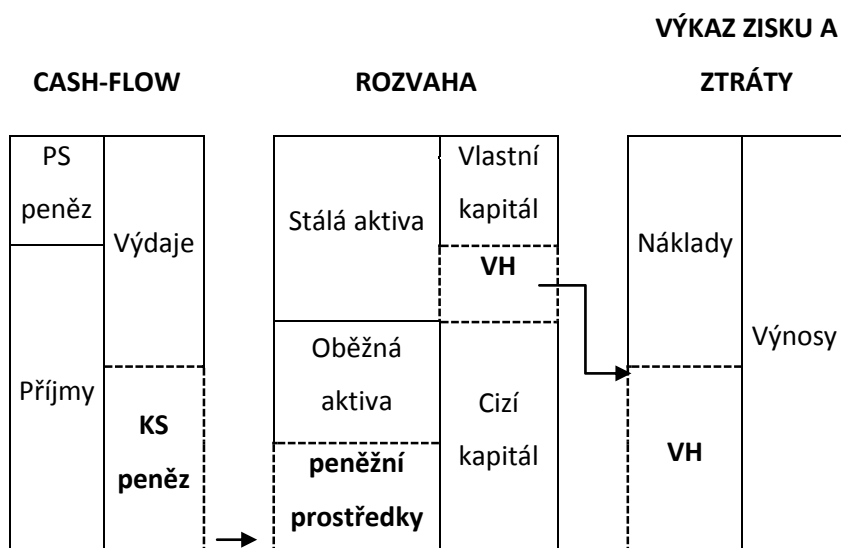 CASH-FLOW
PS
peněz
Příjmy
Výdaje
KS
peněz
ROZVAHA
Stálá aktiva
Oběžná
aktiva
peněžní
prostředky
Vlastní
kapitál
VH
Cizí
kapitál
VÝKAZ ZISKU A
ZTRÁTY
Náklady
VH
Výnosy